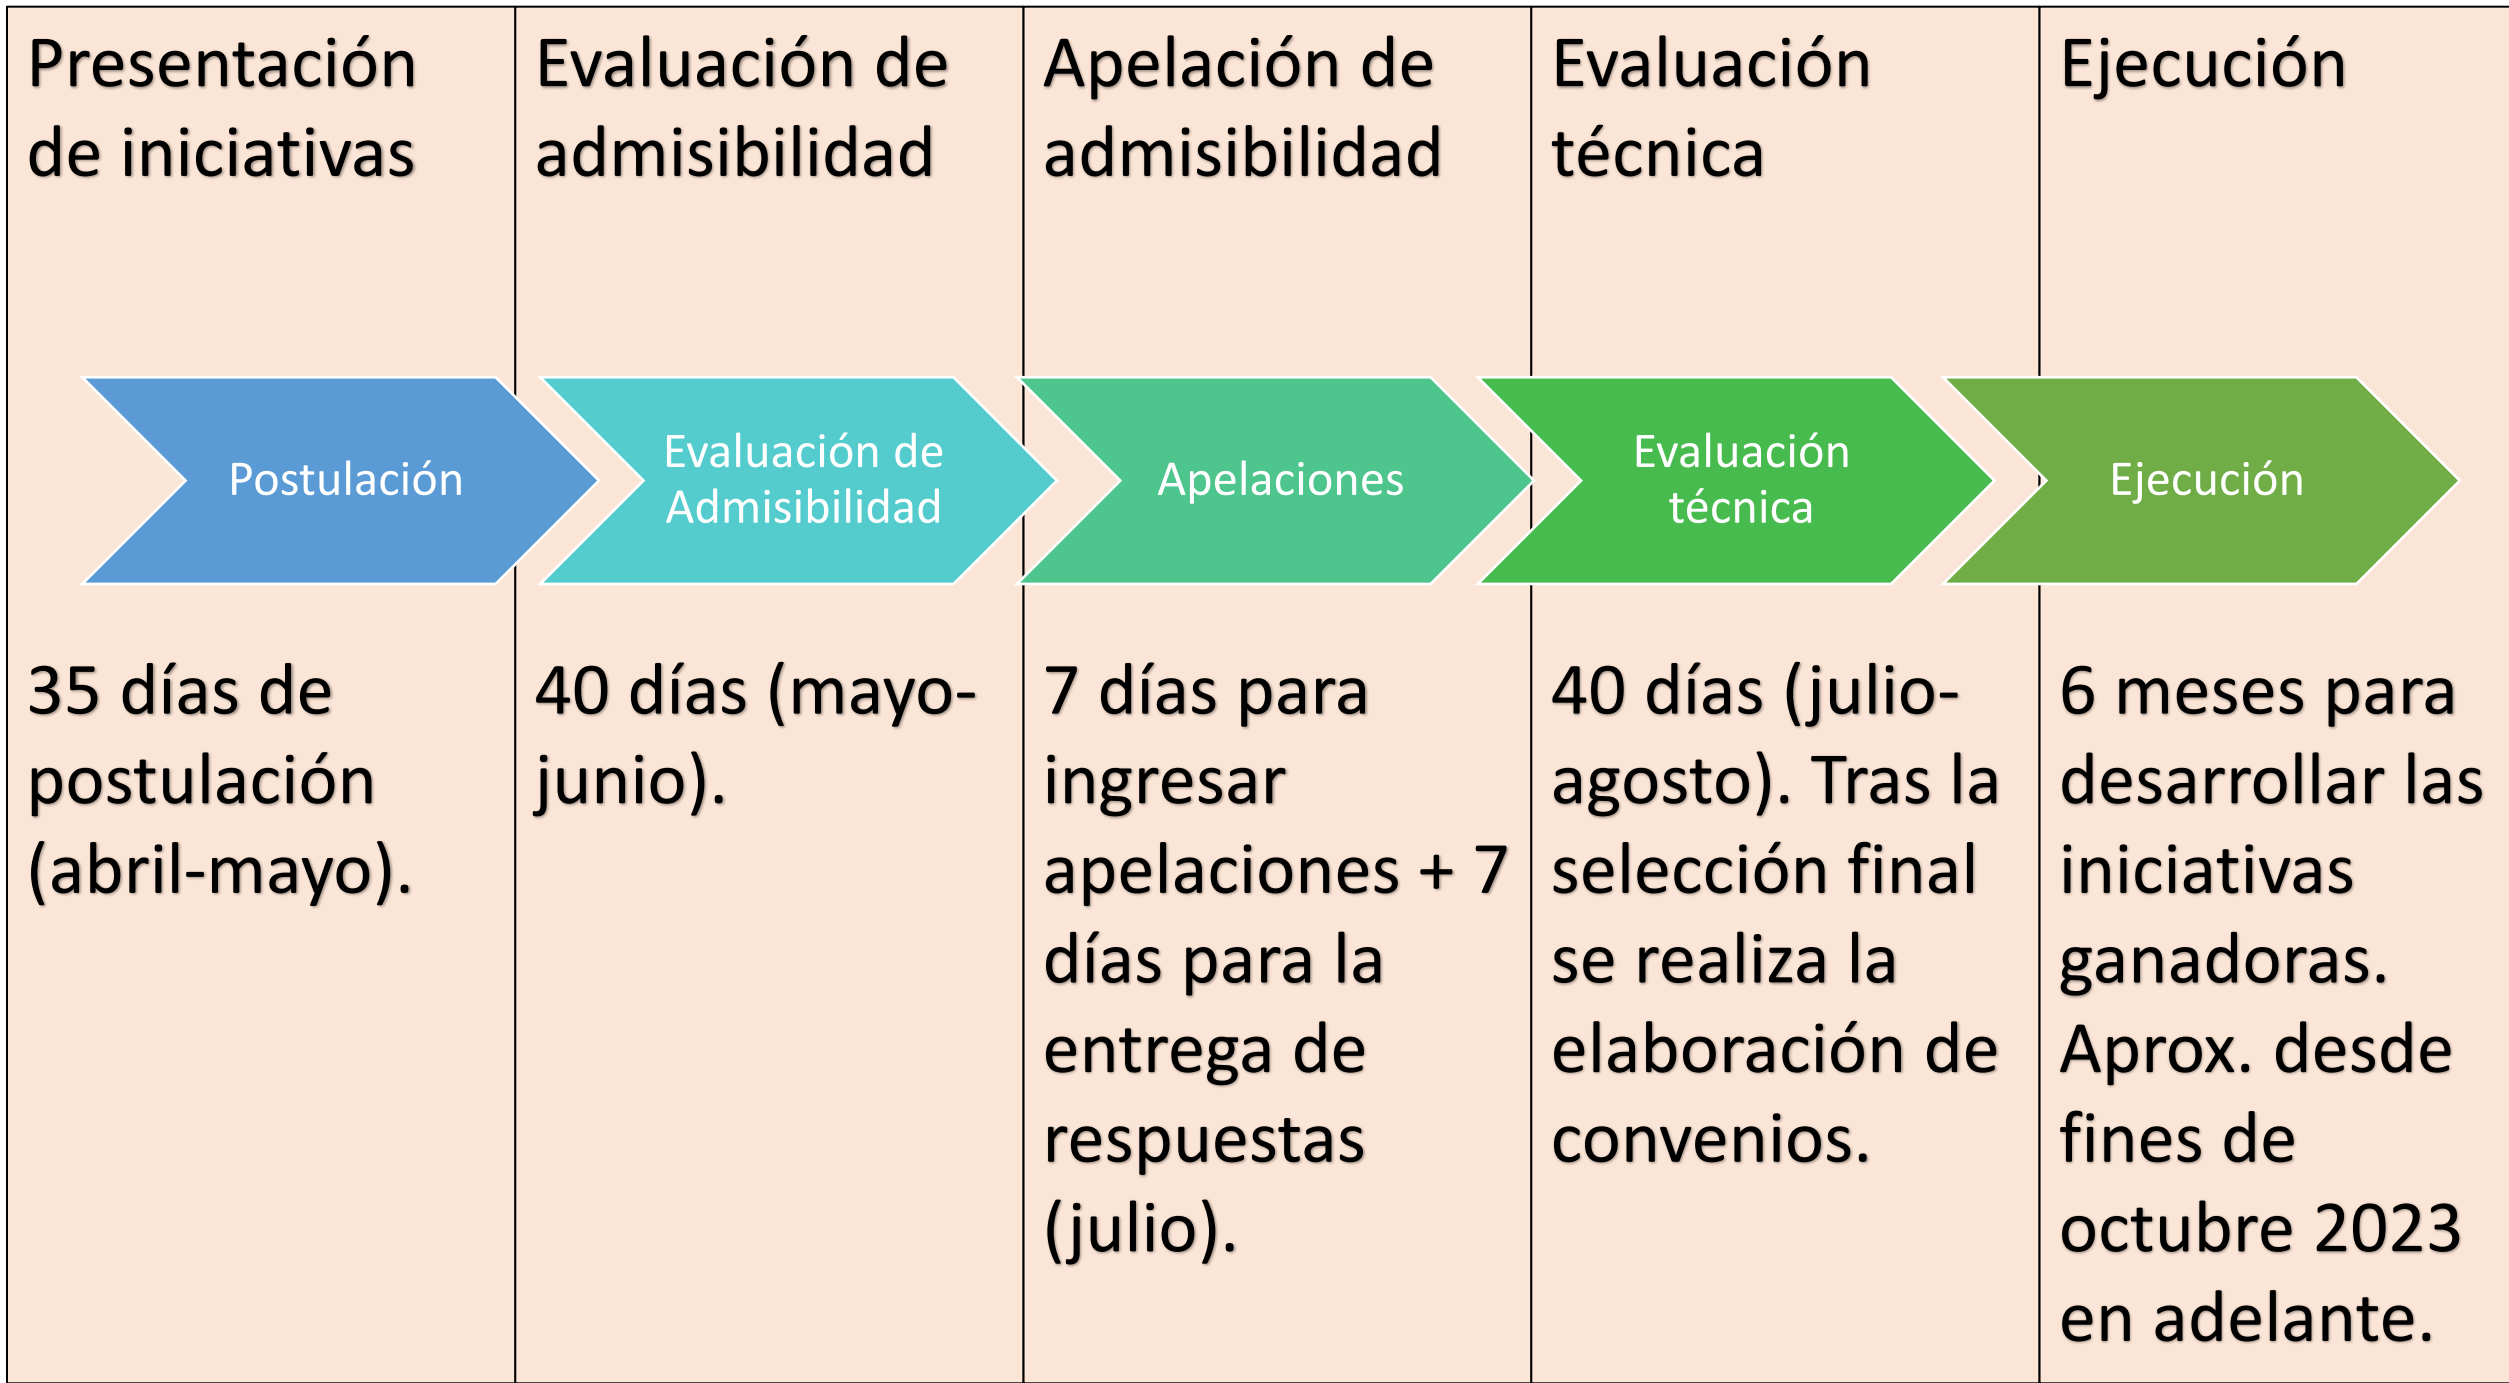 Presentación
de iniciativas
Evaluación de
admisibilidad
Apelación de
admisibilidad
Evaluación
técnica
Ejecución
Postulación
Evaluación de
Admisibilidad
Apelaciones
Evaluación
técnica
Ejecución
35 días de
postulación
(abril-mayo).
40 días (mayo-
junio).
7 días para
ingresar
apelaciones + 7
días para la
entrega de
respuestas
(julio).
40 días (julio-
agosto). Tras la
selección final
se realiza la
elaboración de
convenios.
6 meses para
desarrollar las
iniciativas
ganadoras.
Aprox. desde
fines de
octubre 2023
en adelante.